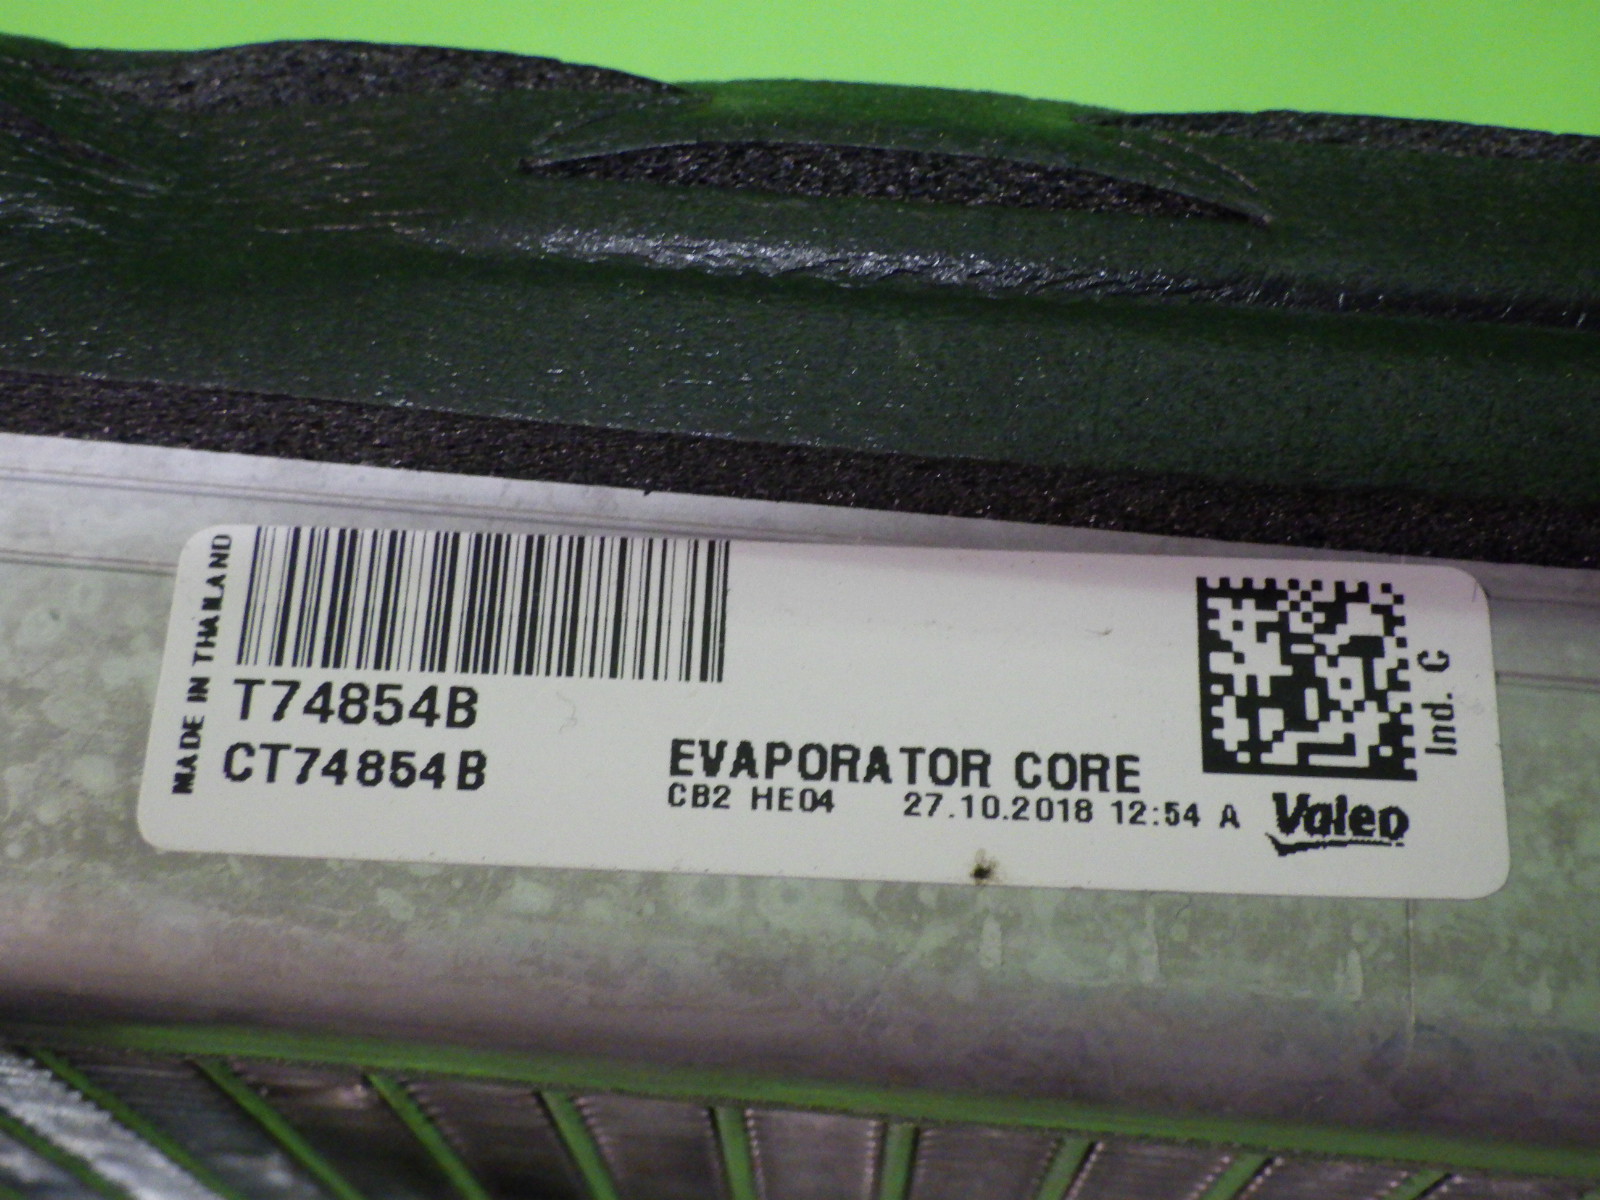 MADE IN THAILAND
T74854B
CT74854B
EVAPORATOR CORE
CB2 HE04 27.10.2018 12:54 A
Valeo
Ind. G